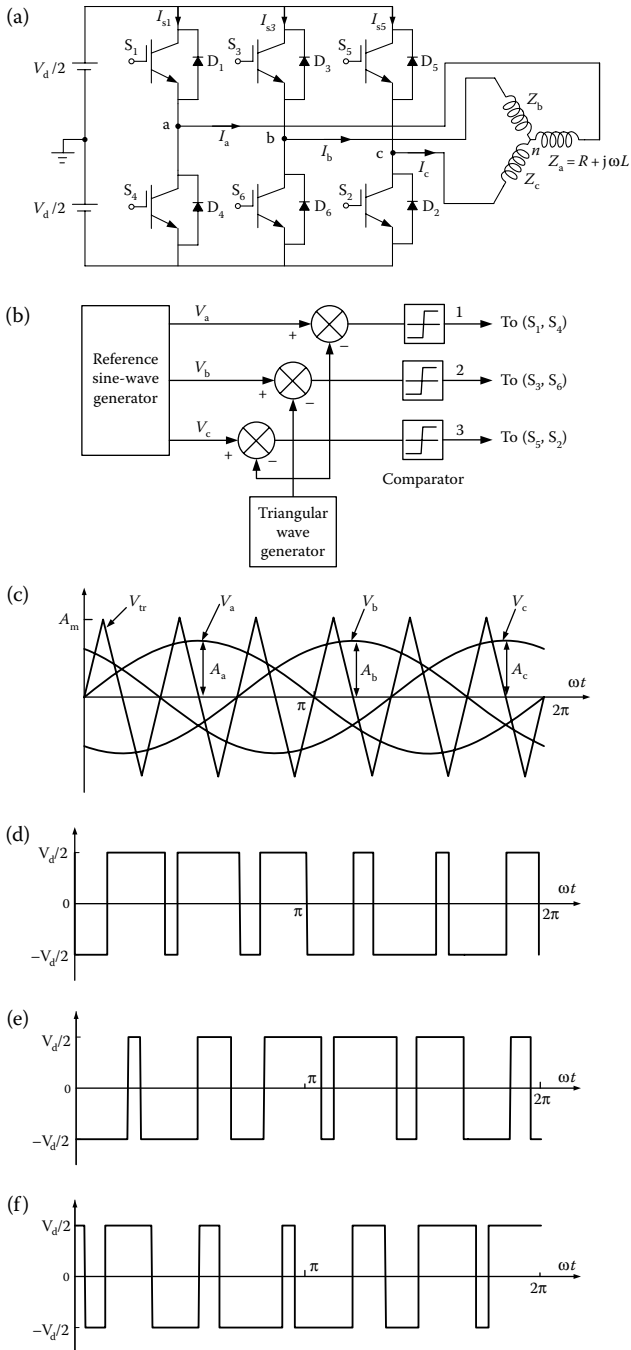 (a)
I_s1 I_s3 I_s5
S_1 S_3 S_5
V_d/2 D_1 D_3 D_5
Z_b
a b c n
I_a I_b I_c
Z_a = R + jωL
Z_c
V_d/2 S_4 S_6 S_2
D_4 D_6 D_2
(b)
V_a 1
+ − To (S_1, S_4)
Reference
sine-wave
generator
V_b 2
+ − To (S_3, S_6)
V_c 3
+ − To (S_5, S_2)
Comparator
Triangular
wave
generator
(c)
V_tr V_a V_b V_c
A_m
A_a A_b A_c
ωt
π 2π
(d)
V_d/2
0 π ωt
2π
−V_d/2
(e)
V_d/2
0 π ωt
2π
−V_d/2
(f)
V_d/2
0 π ωt
2π
−V_d/2